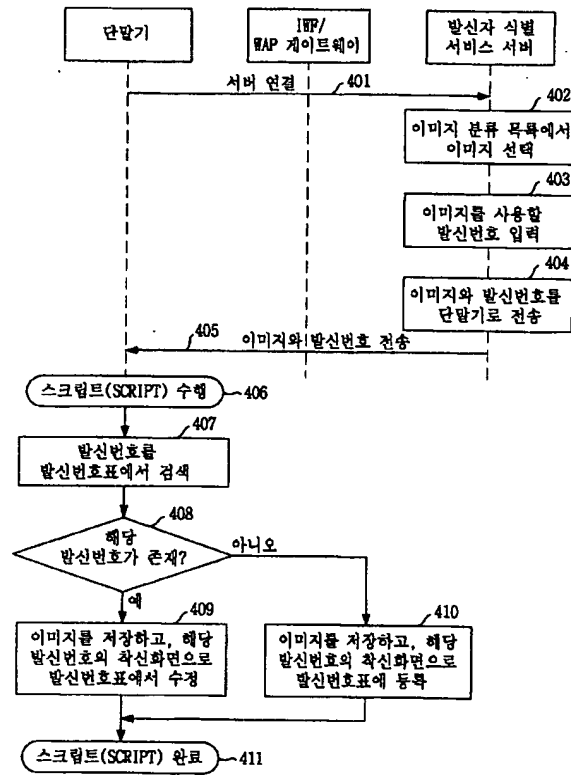 단말기
IWF/
WAP 게이트웨이
발신자 식별
서비스 서버
서버 연결
401
402
이미지 분류 목록에서
이미지 선택
403
이미지를 사용할
발신번호 입력
404
이미지와 발신번호를
단말기로 전송
405
이미지와 발신번호 전송
스크립트(SCRIPT) 수행
406
407
발신번호를
발신번호표에서 검색
408
해당
발신번호가 존재?
아니오
예
409
이미지를 저장하고, 해당
발신번호의 착신화면으로
발신번호표에서 수정
410
이미지를 저장하고, 해당
발신번호의 착신화면으로
발신번호표에 등록
스크립트(SCRIPT) 완료
411